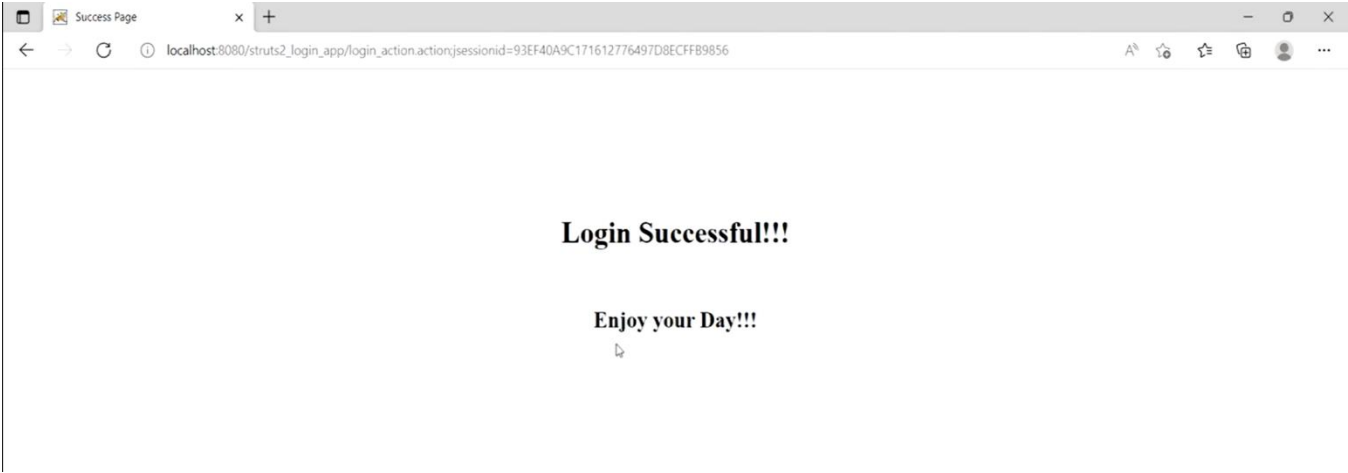 Success Page
localhost:8080/struts2_login_app/login_action.action;jsessionid=93EF40A9C171612776497D8ECFFB9856
Login Successful!!!
Enjoy your Day!!!